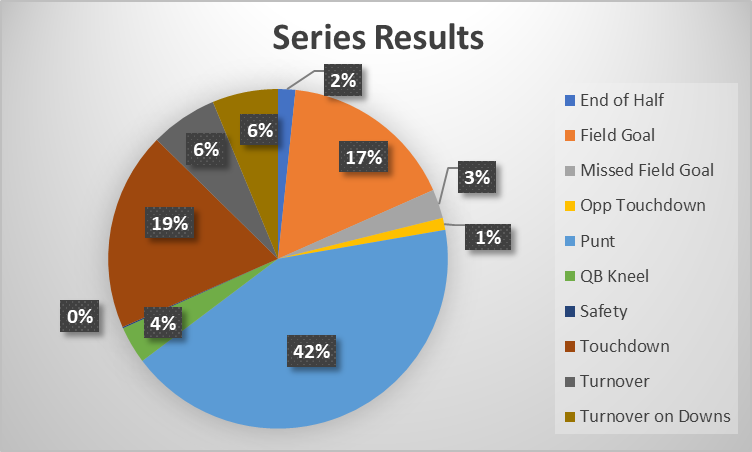 Series Results
2%
17%
3%
1%
42%
4%
0%
19%
6%
6%
End of Half
Field Goal
Missed Field Goal
Opp Touchdown
Punt
QB Kneel
Safety
Touchdown
Turnover
Turnover on Downs